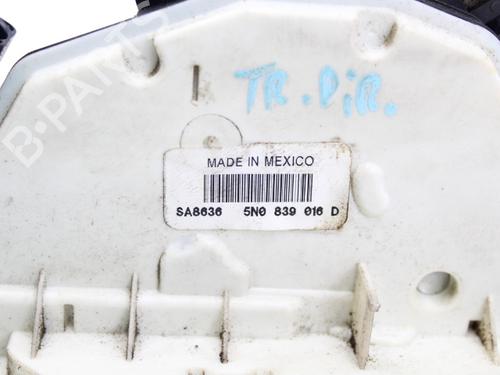 TR.DiR.
MADE IN MEXICO
SA8636 5N0 839 016 D
B-PARTS